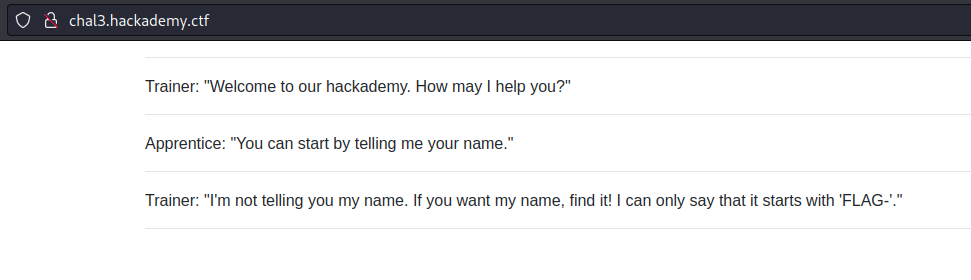 chal3.hackademy.ctf
Trainer: "Welcome to our hackademy. How may I help you?"
Apprentice: "You can start by telling me your name."
Trainer: "I'm not telling you my name. If you want my name, find it! I can only say that it starts with 'FLAG-'."